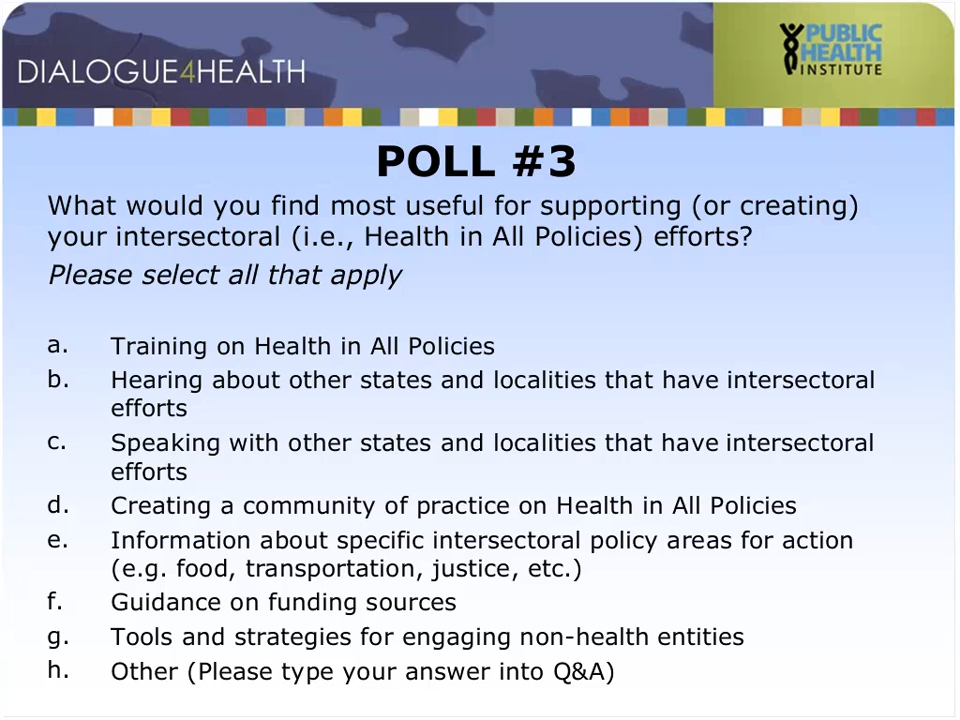 DIALOGUE4HEALTH
PUBLIC
HEALTH
INSTITUTE
POLL #3
What would you find most useful for supporting (or creating)
your intersectoral (i.e., Health in All Policies) efforts?
Please select all that apply
a. Training on Health in All Policies
b. Hearing about other states and localities that have intersectoral
efforts
c. Speaking with other states and localities that have intersectoral
efforts
d. Creating a community of practice on Health in All Policies
e. Information about specific intersectoral policy areas for action
(e.g. food, transportation, justice, etc.)
f. Guidance on funding sources
g. Tools and strategies for engaging non-health entities
h. Other (Please type your answer into Q&A)